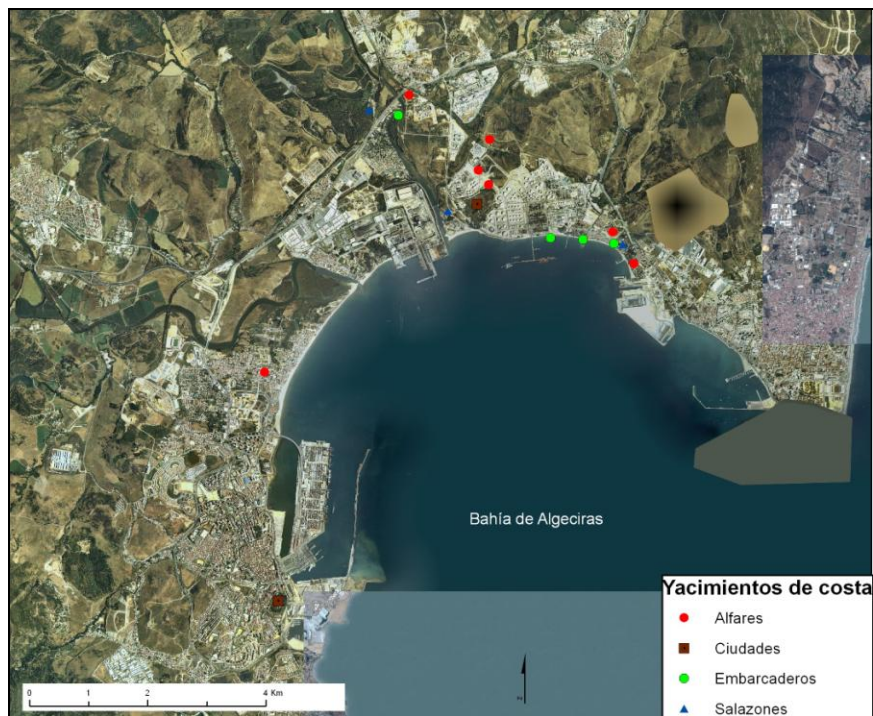 Bahía de Algeciras
Yacimientos de costa
Alfares
Ciudades
Embarcaderos
Salazones
0 1 2 4 Km